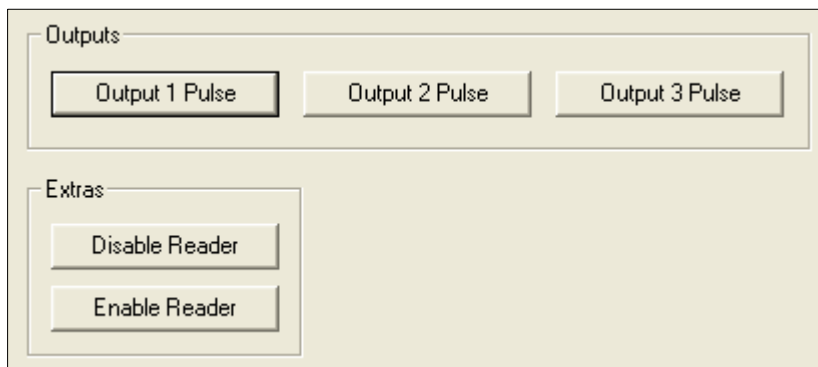 Outputs
Output 1 Pulse Output 2 Pulse Output 3 Pulse
Extras
Disable Reader
Enable Reader